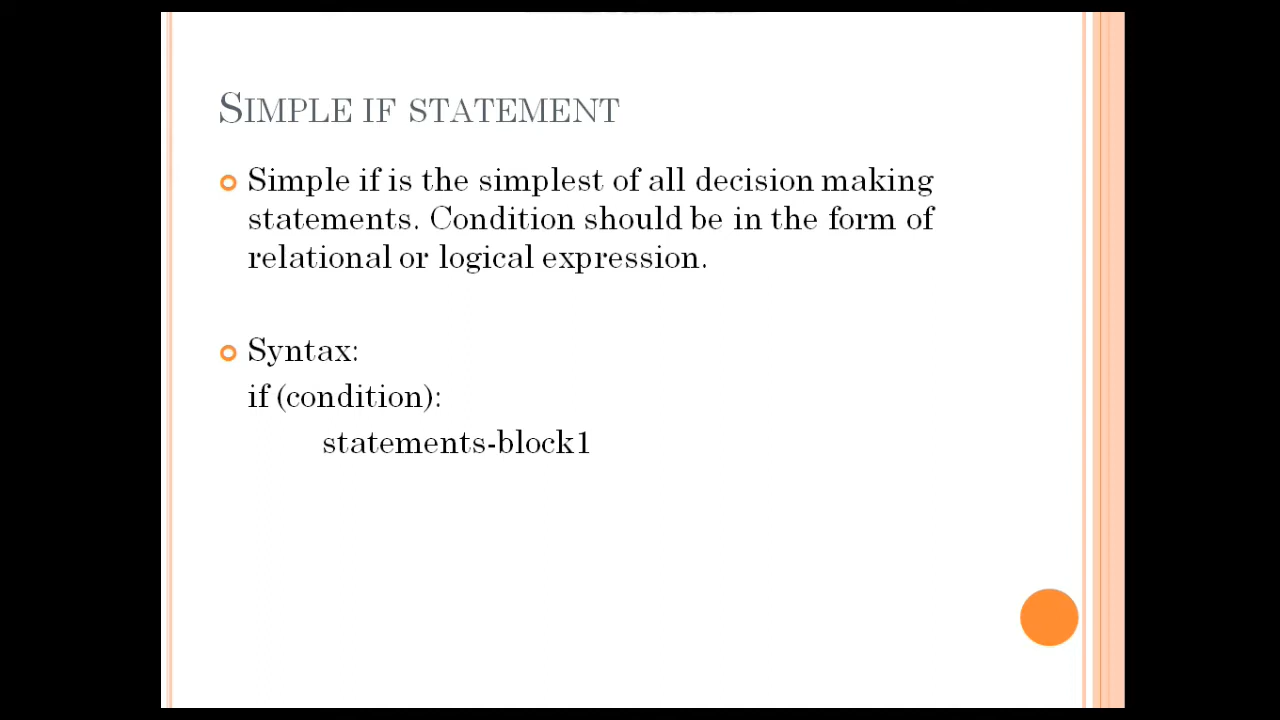 SIMPLE IF STATEMENT
Simple if is the simplest of all decision making
statements. Condition should be in the form of
relational or logical expression.
Syntax:
if (condition):
statements-block1